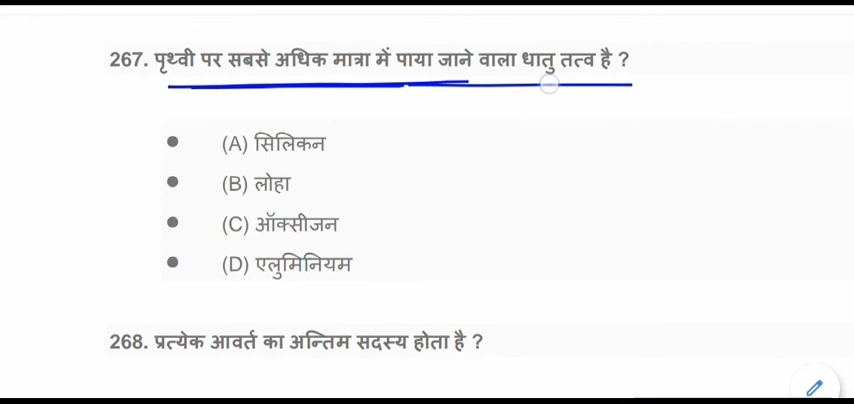 267. पृथ्वी पर सबसे अधिक मात्रा में पाया जाने वाला धातु तत्व है ?
(A) सिलिकन
(B) लोहा
(C) ऑक्सीजन
(D) एलुमिनियम
268. प्रत्येक आवर्त का अन्तिम सदस्य होता है ?